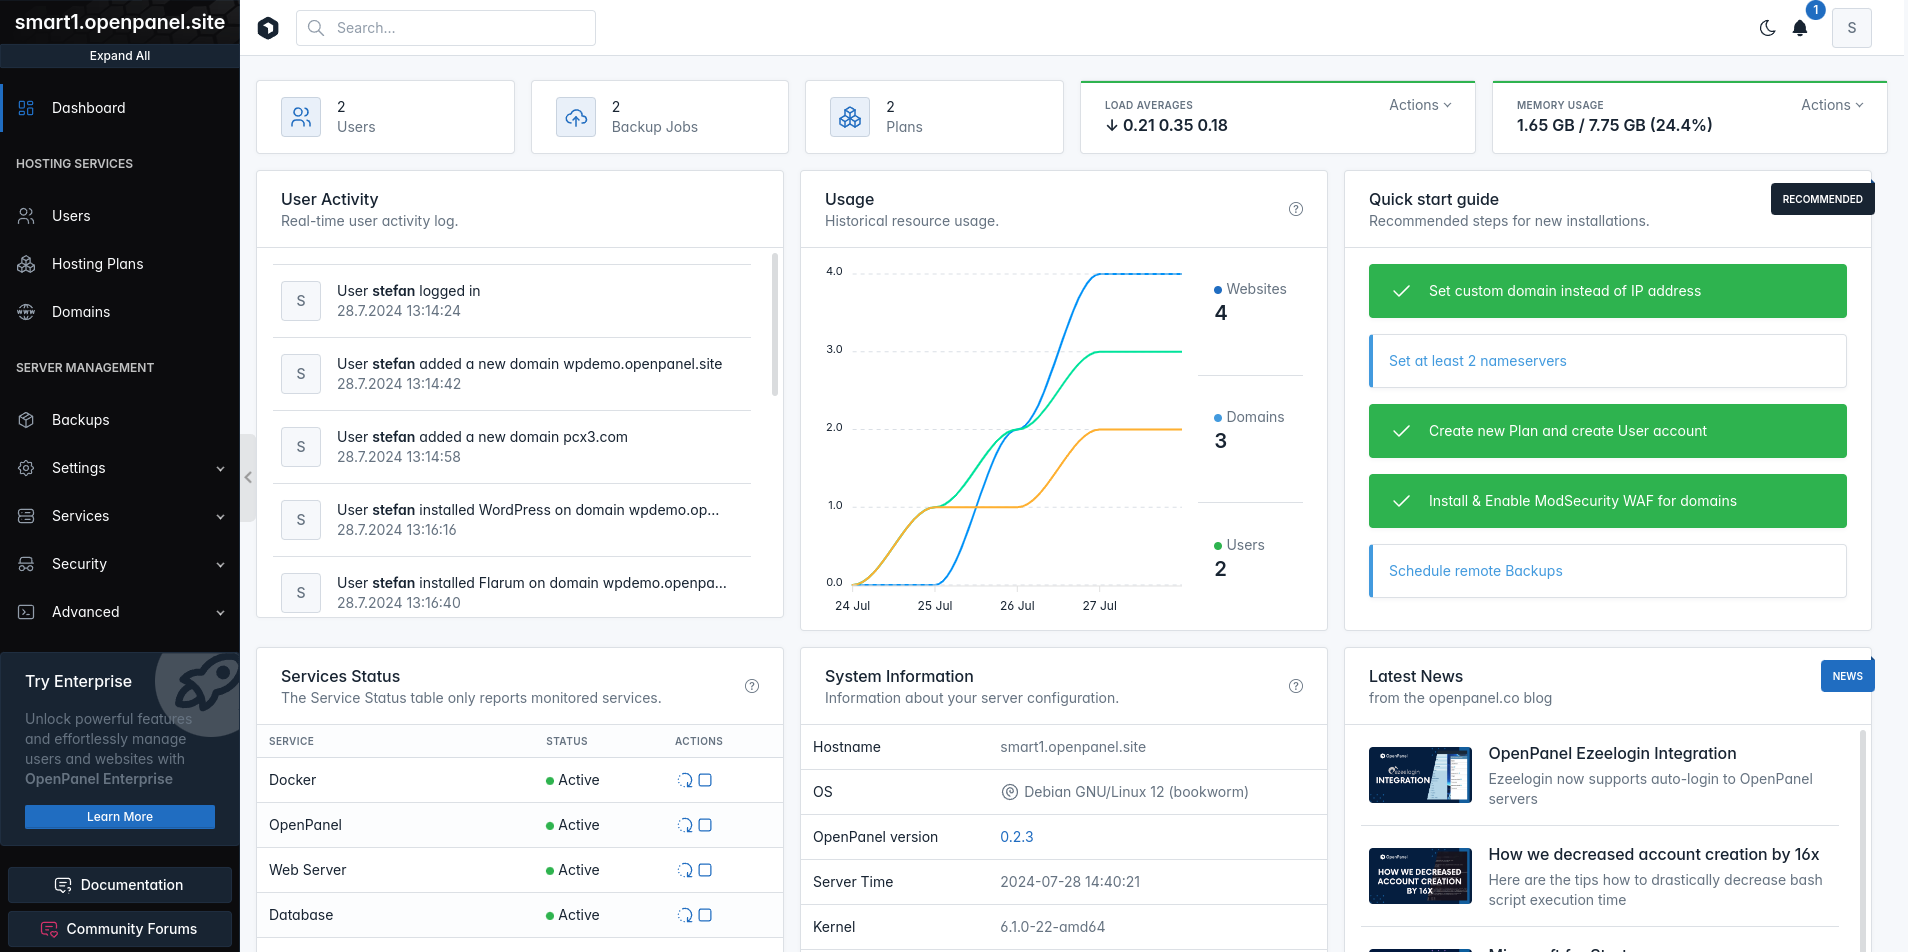 smart1.openpanel.site
Expand All
Dashboard
HOSTING SERVICES
Users
Hosting Plans
Domains
SERVER MANAGEMENT
Backups
Settings
Services
Security
Advanced
Try Enterprise
Unlock powerful features
and effortlessly manage
users and websites with
OpenPanel Enterprise
Learn More
Documentation
Community Forums
Search...
1
S
2
Users
2
Backup Jobs
2
Plans
LOAD AVERAGES
Actions
↓ 0.21 0.35 0.18
MEMORY USAGE
Actions
1.65 GB / 7.75 GB (24.4%)
User Activity
Real-time user activity log.
S
User stefan logged in
28.7.2024 13:14:24
S
User stefan added a new domain wpdemo.openpanel.site
28.7.2024 13:14:42
S
User stefan added a new domain pcx3.com
28.7.2024 13:14:58
S
User stefan installed WordPress on domain wpdemo.op...
28.7.2024 13:16:16
S
User stefan installed Flarum on domain wpdemo.openpa...
28.7.2024 13:16:40
Usage
Historical resource usage.
4.0
3.0
2.0
1.0
0.0
24 Jul 25 Jul 26 Jul 27 Jul
Websites
4
Domains
3
Users
2
Quick start guide
Recommended steps for new installations.
RECOMMENDED
Set custom domain instead of IP address
Set at least 2 nameservers
Create new Plan and create User account
Install & Enable ModSecurity WAF for domains
Schedule remote Backups
Services Status
The Service Status table only reports monitored services.
SERVICE STATUS ACTIONS
Docker Active
OpenPanel Active
Web Server Active
Database Active
System Information
Information about your server configuration.
Hostname smart1.openpanel.site
OS Debian GNU/Linux 12 (bookworm)
OpenPanel version 0.2.3
Server Time 2024-07-28 14:40:21
Kernel 6.1.0-22-amd64
Latest News
from the openpanel.co blog
NEWS
OpenPanel
ezeelogin
INTEGRATION
OpenPanel Ezeelogin Integration
Ezeelogin now supports auto-login to OpenPanel
servers
OpenPanel
HOW WE DECREASED
ACCOUNT CREATION
BY 16X
How we decreased account creation by 16x
Here are the tips how to drastically decrease bash
script execution time